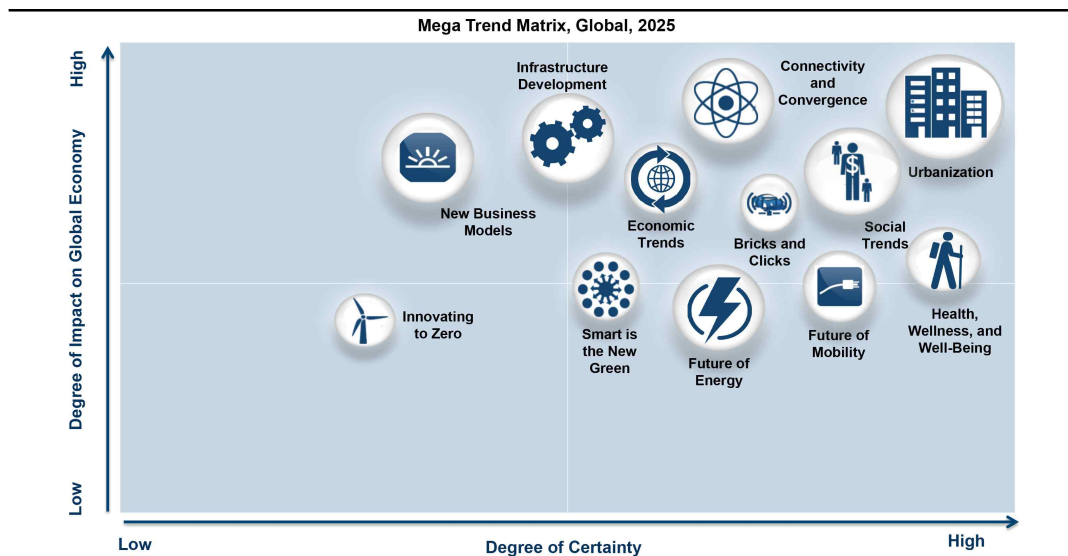 Mega Trend Matrix, Global, 2025
High
Degree of Impact on Global Economy
Low
Infrastructure
Development
Connectivity
and
Convergence
$
Urbanization
New Business
Models
Economic
Trends
Bricks and
Clicks
Social
Trends
Innovating
to Zero
Smart is
the New
Green
Future of
Energy
Future of
Mobility
Health,
Wellness, and
Well-Being
Low
Degree of Certainty
High